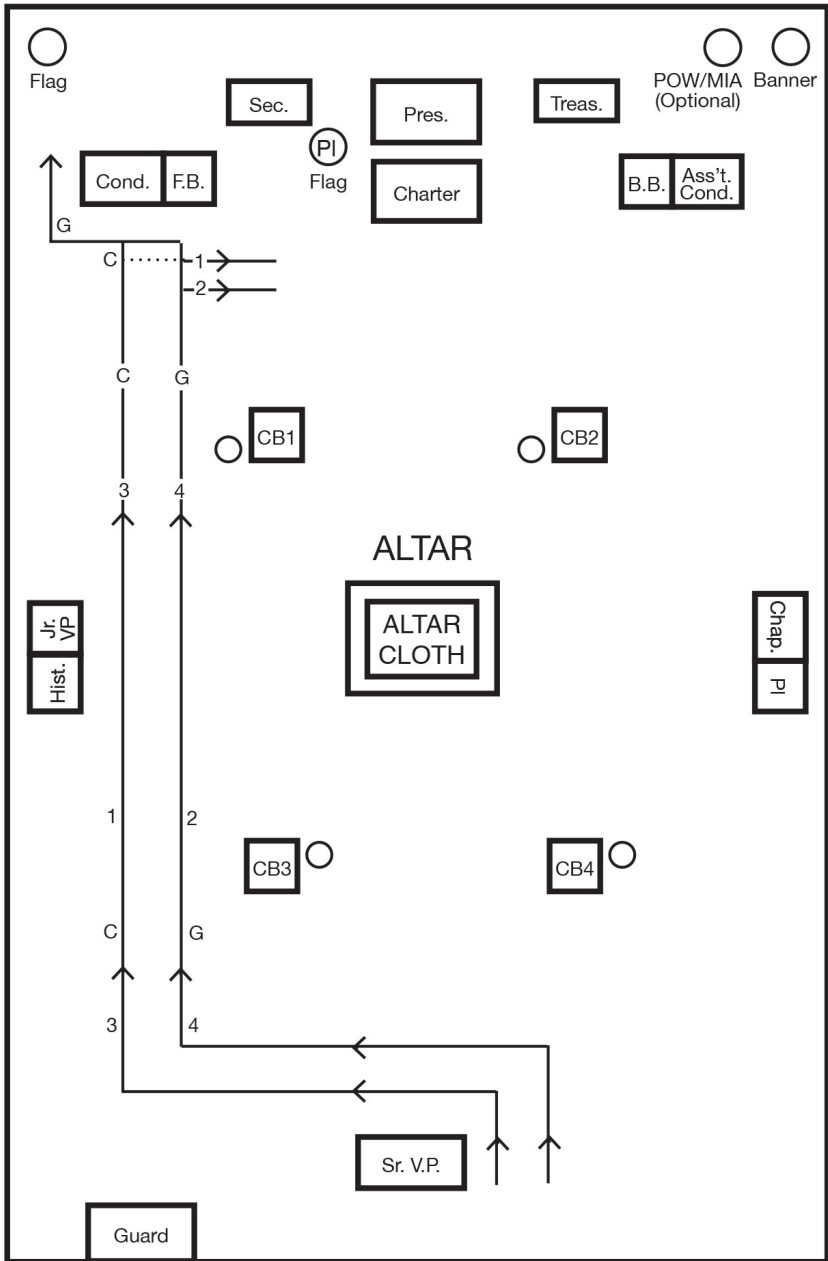 Flag
POW/MIA
(Optional)
Banner
Sec.
Pres.
Treas.
PI
Flag
Cond.
F.B.
Charter
B.B.
Ass't.
Cond.
G
C
1
2
C
G
CB1
CB2
3
4
ALTAR
ALTAR
CLOTH
Jr.
VP
Hist.
Chap.
PI
1
2
CB3
CB4
C
G
3
4
Sr. V.P.
Guard